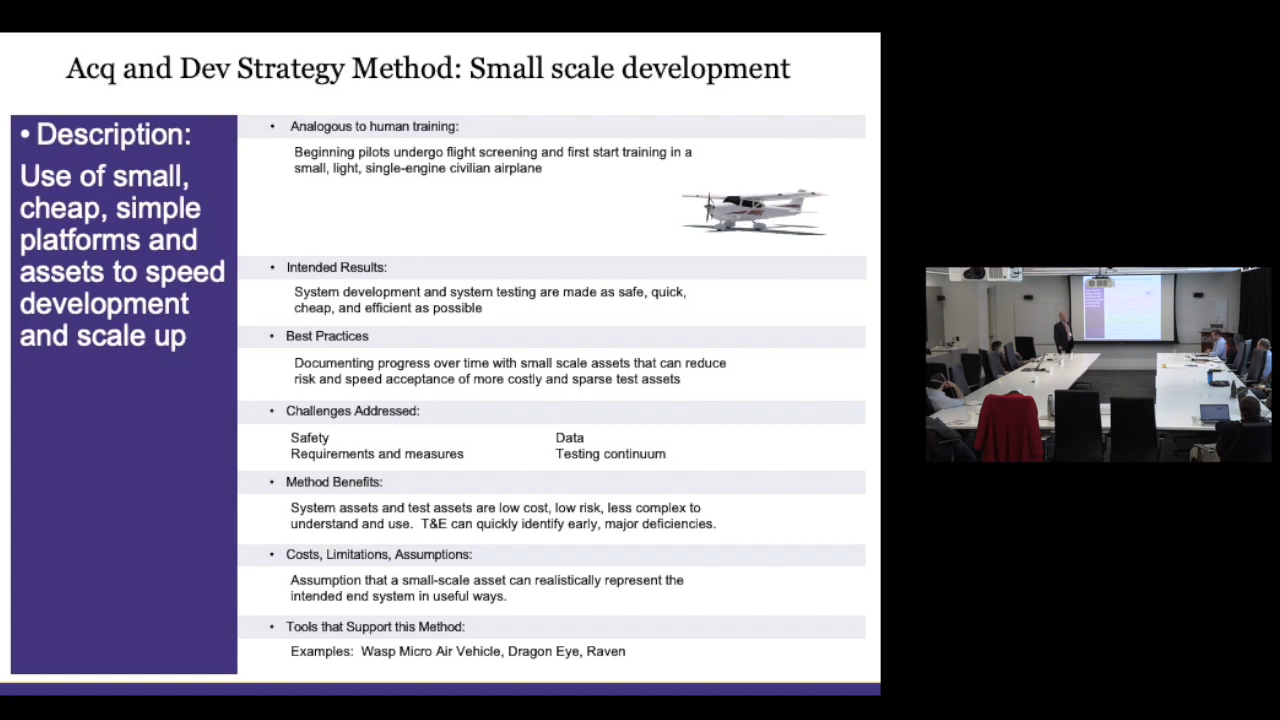 Acq and Dev Strategy Method: Small scale development
• Description:
Use of small,
cheap, simple
platforms and
assets to speed
development
and scale up
• Analogous to human training:
Beginning pilots undergo flight screening and first start training in a
small, light, single-engine civilian airplane
• Intended Results:
System development and system testing are made as safe, quick,
cheap, and efficient as possible
• Best Practices
Documenting progress over time with small scale assets that can reduce
risk and speed acceptance of more costly and sparse test assets
• Challenges Addressed:
Safety Data
Requirements and measures Testing continuum
• Method Benefits:
System assets and test assets are low cost, low risk, less complex to
understand and use. T&E can quickly identify early, major deficiencies.
• Costs, Limitations, Assumptions:
Assumption that a small-scale asset can realistically represent the
intended end system in useful ways.
• Tools that Support this Method:
Examples: Wasp Micro Air Vehicle, Dragon Eye, Raven